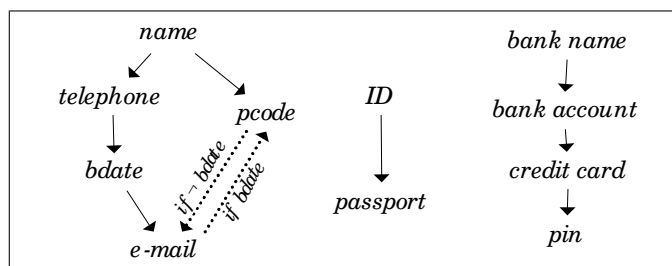 name
telephone
pcode
bdate
e-mail
if ¬ bdate
if bdate
ID
passport
bank name
bank account
credit card
pin